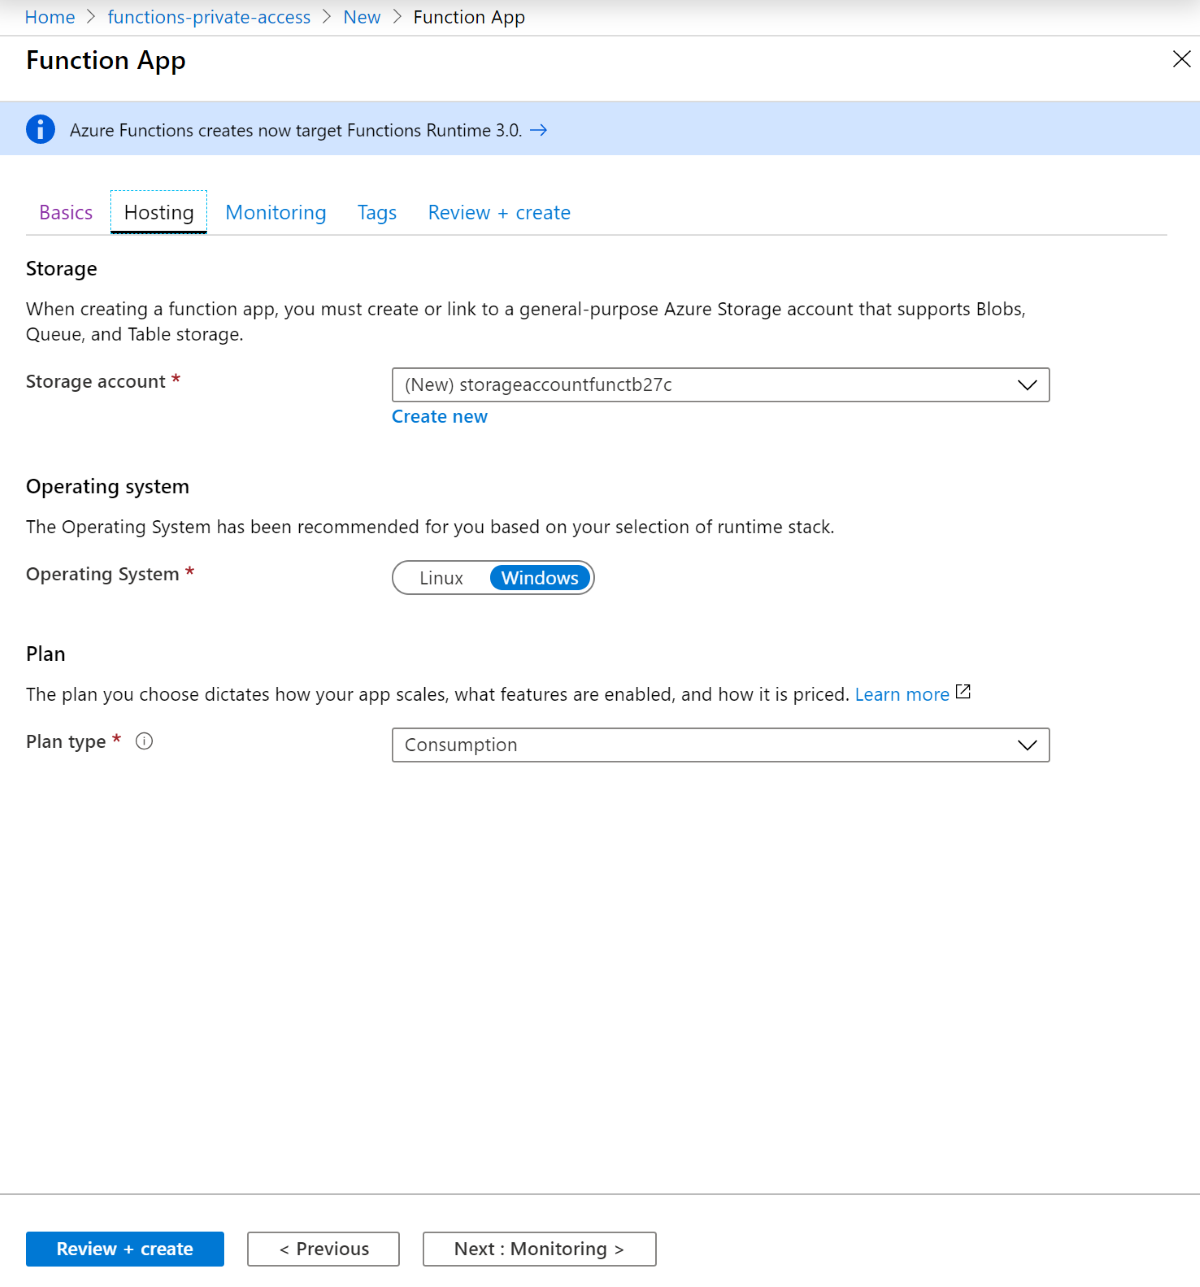 Home > functions-private-access > New > Function App
Function App
Azure Functions creates now target Functions Runtime 3.0. →
Basics Hosting Monitoring Tags Review + create
Storage
When creating a function app, you must create or link to a general-purpose Azure Storage account that supports Blobs,
Queue, and Table storage.
Storage account * (New) storageaccountfunctb27c
Create new
Operating system
The Operating System has been recommended for you based on your selection of runtime stack.
Operating System * Linux Windows
Plan
The plan you choose dictates how your app scales, what features are enabled, and how it is priced. Learn more
Plan type * Consumption
Review + create < Previous Next : Monitoring >